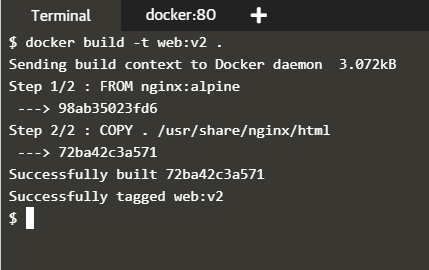 Terminal docker:80 +
$ docker build -t web:v2 .
Sending build context to Docker daemon  3.072kB
Step 1/2 : FROM nginx:alpine
 ---> 98ab35023fd6
Step 2/2 : COPY . /usr/share/nginx/html
 ---> 72ba42c3a571
Successfully built 72ba42c3a571
Successfully tagged web:v2
$